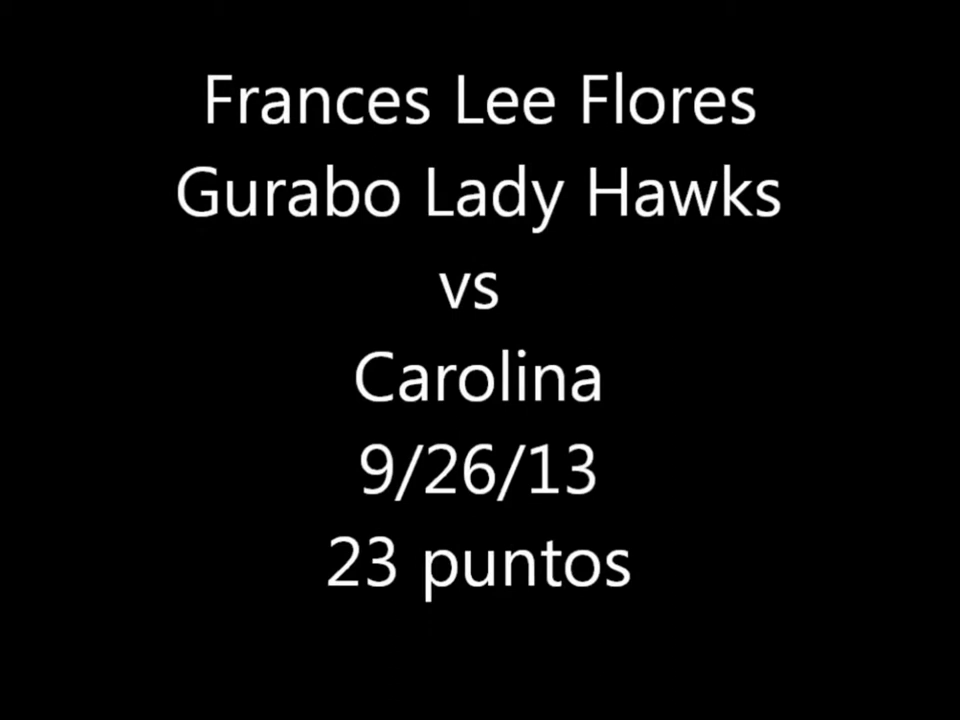 Frances Lee Flores
Gurabo Lady Hawks
vs
Carolina
9/26/13
23 puntos